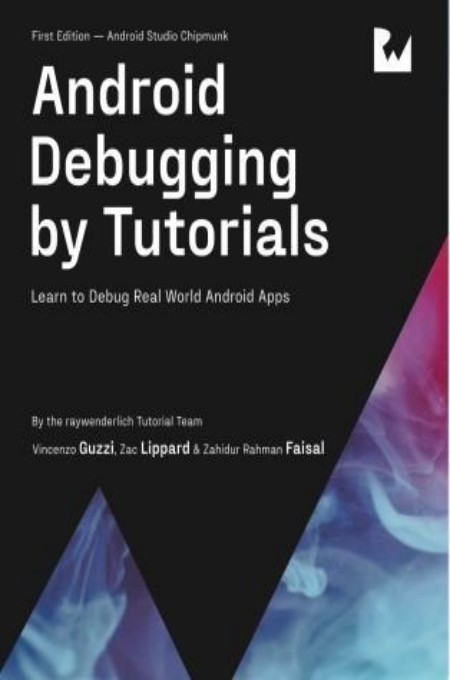 First Edition — Android Studio Chipmunk
Android
Debugging
by Tutorials
Learn to Debug Real World Android Apps
By the raywenderlich Tutorial Team
Vincenzo Guzzi, Zac Lippard & Zahidur Rahman Faisal